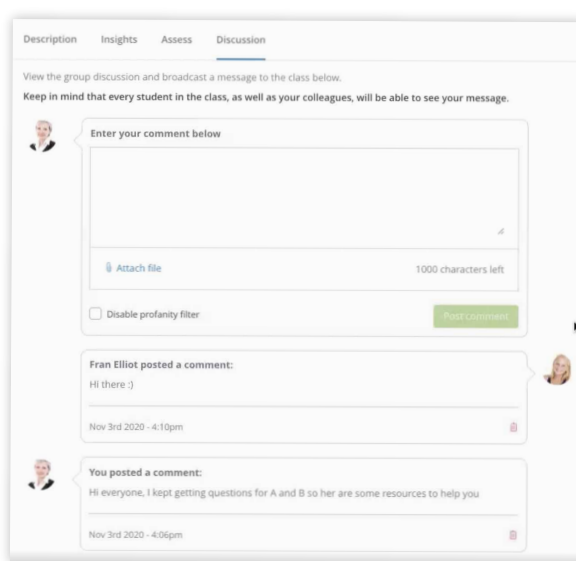 Description Insights Assess Discussion
View the group discussion and broadcast a message to the class below.
Keep in mind that every student in the class, as well as your colleagues, will be able to see your message.
Enter your comment below
Attach file 1000 characters left
Disable profanity filter Post comment
Fran Elliot posted a comment:
Hi there :)
Nov 3rd 2020 - 4:10pm
You posted a comment:
Hi everyone, I kept getting questions for A and B so her are some resources to help you
Nov 3rd 2020 - 4:06pm